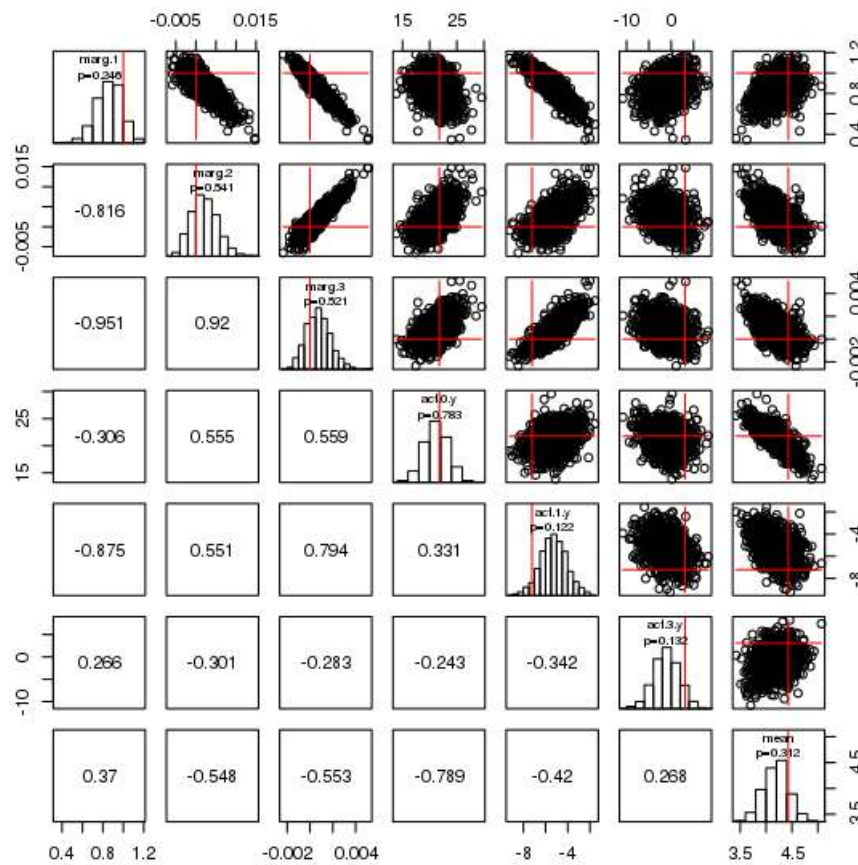 -0.005 0.015 15 25 -10 0
marg.1
p=0.246
0.4 0.8 1.2
-0.005 0.015
-0.816
marg.2
p=0.541
-0.951 0.92
marg.3
p=0.521
-0.002 0.004
15 25
-0.306 0.555 0.559
acf.0.y
p=0.783
-0.875 0.551 0.794 0.331
acf.1.y
p=0.122
-8 -4
-10 0
0.266 -0.301 -0.283 -0.243 -0.342
acf.3.y
p=0.132
0.37 -0.548 -0.553 -0.789 -0.42 0.268
mean
p=0.312
3.5 4.5
0.4 0.8 1.2 -0.002 0.004 -8 -4 3.5 4.5